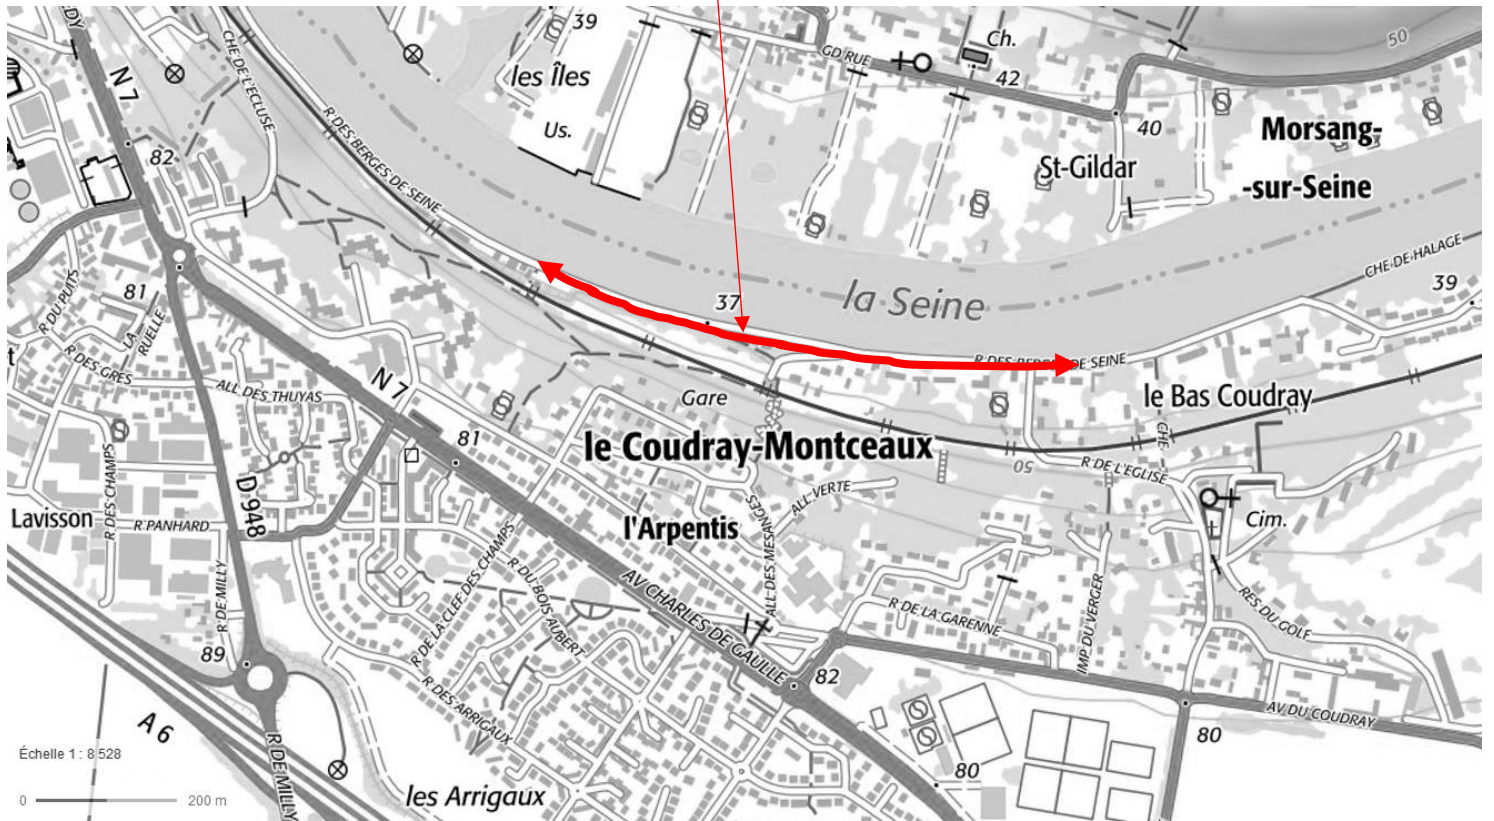 EDY
N 7
CHE DE L'ECLUSE
R DES BERGES DE SEINE
39
les Îles
Us.
GD RUE
Ch.
42
40
50
St-Gildar
Morsang-
-sur-Seine
82
81
R DU PUITS
LA
RUELLE
R DES GRES
ALL DES THUYAS
N 7
t
37
la Seine
CHE DE HALAGE
39
DE SEINE
le Bas Coudray
Gare
81
le Coudray-Montceaux
CHE
50
R DE L'EGLISE
Cim.
R DES CHAMPS
Lavisson
R PANHARD
D 948
l'Arpentis
ALL VERTE
ALL DES MESANGES
R DE LA CLEF DES CHAMPS
R DU BOIS AUBERT
AV CHARLES DE GAULLE
R DE MILLY
R DE LA GARENNE
IMP DU VERGER
RES DU GOLF
89
R DES ARRIGAUX
82
AV DU COUDRAY
80
80
A 6
R DE MILLY
les Arrigaux
Échelle 1 : 8 528
0
200 m